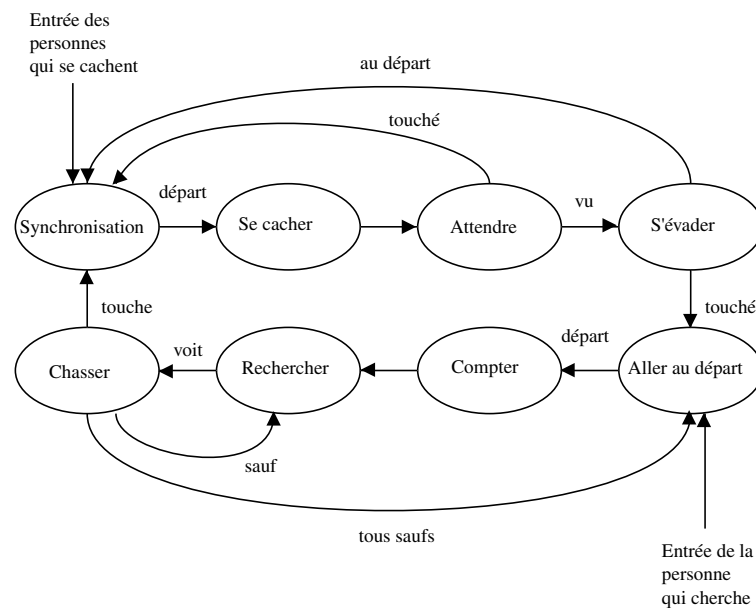 Entrée des
personnes
qui se cachent
au départ
touché
départ
vu
Synchronisation
Se cacher
Attendre
S'évader
touche
touché
voit
départ
Chasser
Rechercher
Compter
Aller au départ
sauf
tous saufs
Entrée de la
personne
qui cherche